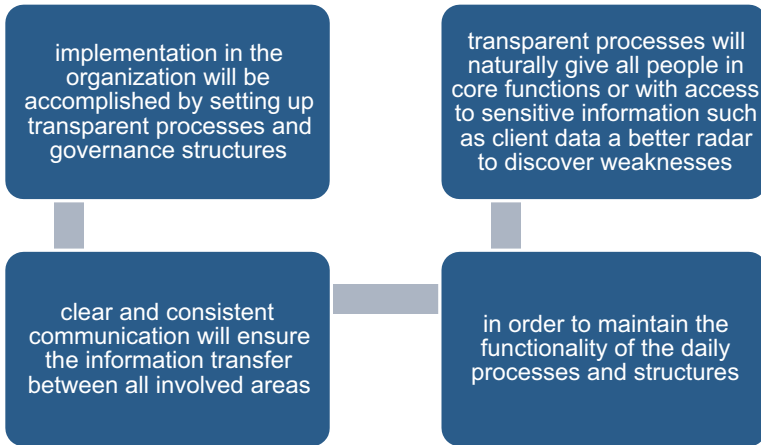 implementation in the
organization will be
accomplished by setting up
transparent processes and
governance structures
clear and consistent
communication will ensure
the information transfer
between all involved areas
in order to maintain the
functionality of the daily
processes and structures
transparent processes will
naturally give all people in
core functions or with access
to sensitive information such
as client data a better radar
to discover weaknesses